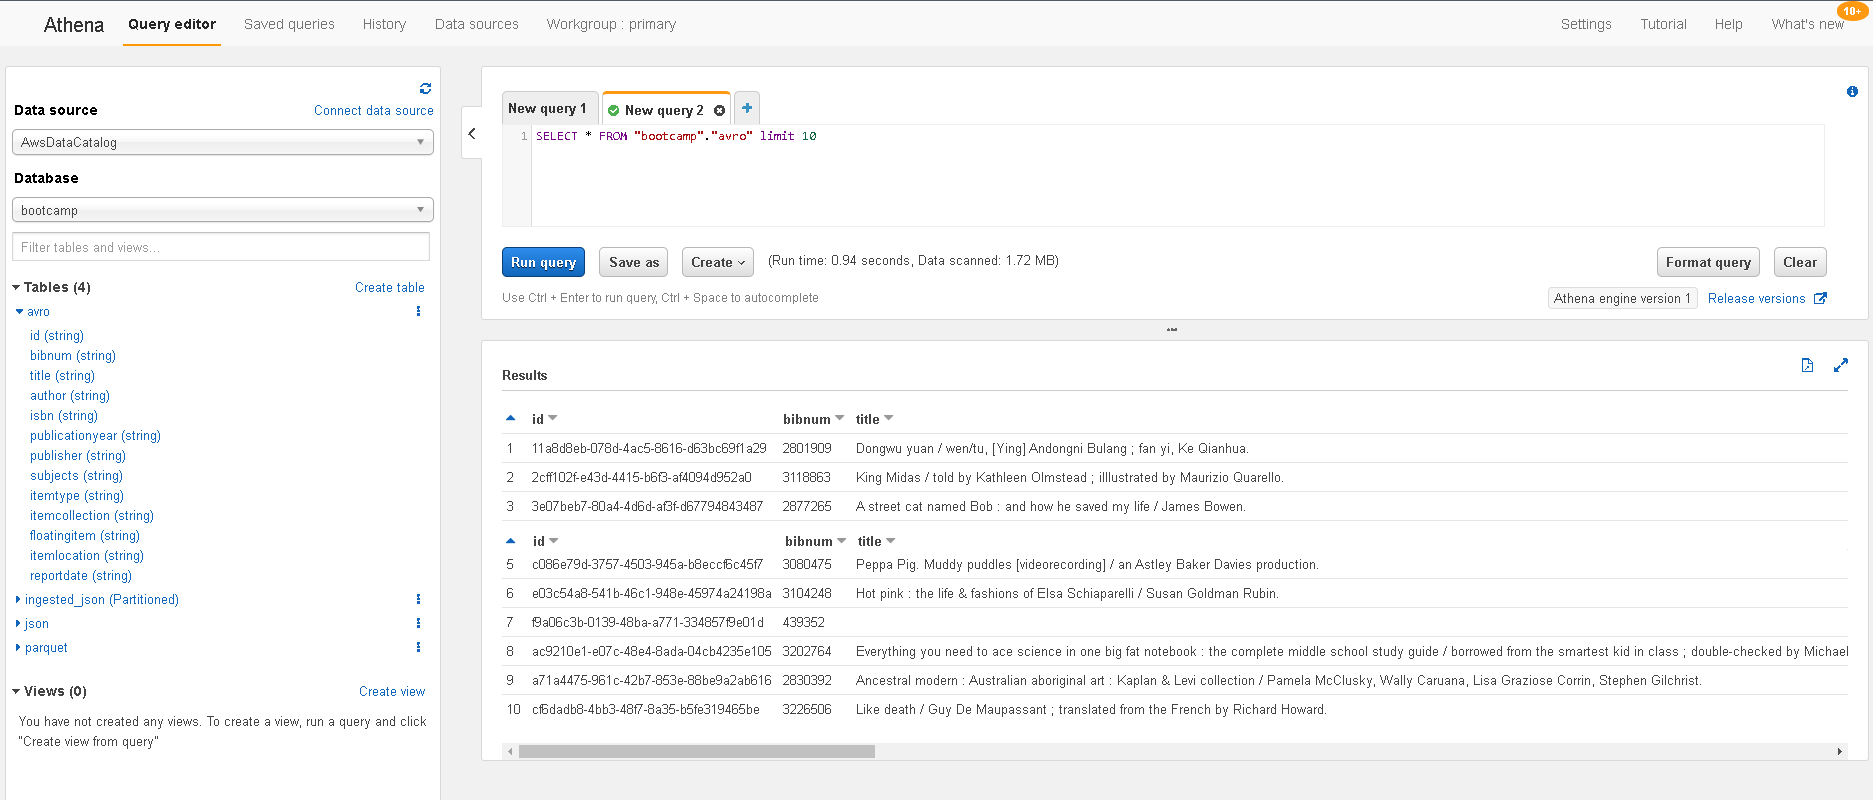 Athena Query editor Saved queries History Data sources Workgroup : primary Settings Tutorial Help What's new 10+
Data source Connect data source
AwsDataCatalog
Database
bootcamp
Filter tables and views...
Tables (4) Create table
avro
id (string)
bibnum (string)
title (string)
author (string)
isbn (string)
publicationyear (string)
publisher (string)
subjects (string)
itemtype (string)
itemcollection (string)
floatingitem (string)
itemlocation (string)
reportdate (string)
ingested_json (Partitioned)
json
parquet
Views (0) Create view
You have not created any views. To create a view, run a query and click
"Create view from query"
New query 1 New query 2
1 SELECT * FROM "bootcamp"."avro" limit 10
Run query Save as Create (Run time: 0.94 seconds, Data scanned: 1.72 MB) Format query Clear
Use Ctrl + Enter to run query, Ctrl + Space to autocomplete Athena engine version 1 Release versions
Results
id bibnum title
1 11a8d8eb-078d-4ac5-8616-d63bc69f1a29 2801909 Dongwu yuan / wen/tu, [Ying] Andongni Bulang ; fan yi, Ke Qianhua.
2 2cff102f-e43d-4415-b6f3-af4094d952a0 3118863 King Midas / told by Kathleen Olmstead ; illlustrated by Maurizio Quarello.
3 3e07beb7-80a4-4d6d-af3f-d67794843487 2877265 A street cat named Bob : and how he saved my life / James Bowen.
id bibnum title
5 c086e79d-3757-4503-945a-b8eccf6c45f7 3080475 Peppa Pig. Muddy puddles [videorecording] / an Astley Baker Davies production.
6 e03c54a8-541b-46c1-948e-45974a24198a 3104248 Hot pink : the life & fashions of Elsa Schiaparelli / Susan Goldman Rubin.
7 f9a06c3b-0139-48ba-a771-334857f9e01d 439352
8 ac9210e1-e07c-48e4-8ada-04cb4235e105 3202764 Everything you need to ace science in one big fat notebook : the complete middle school study guide / borrowed from the smartest kid in class ; double-checked by Michael
9 a71a4475-961c-42b7-853e-88be9a2ab616 2830392 Ancestral modern : Australian aboriginal art : Kaplan & Levi collection / Pamela McClusky, Wally Caruana, Lisa Graziose Corrin, Stephen Gilchrist.
10 cf6dadb8-4bb3-48f7-8a35-b5fe319465be 3226506 Like death / Guy De Maupassant ; translated from the French by Richard Howard.